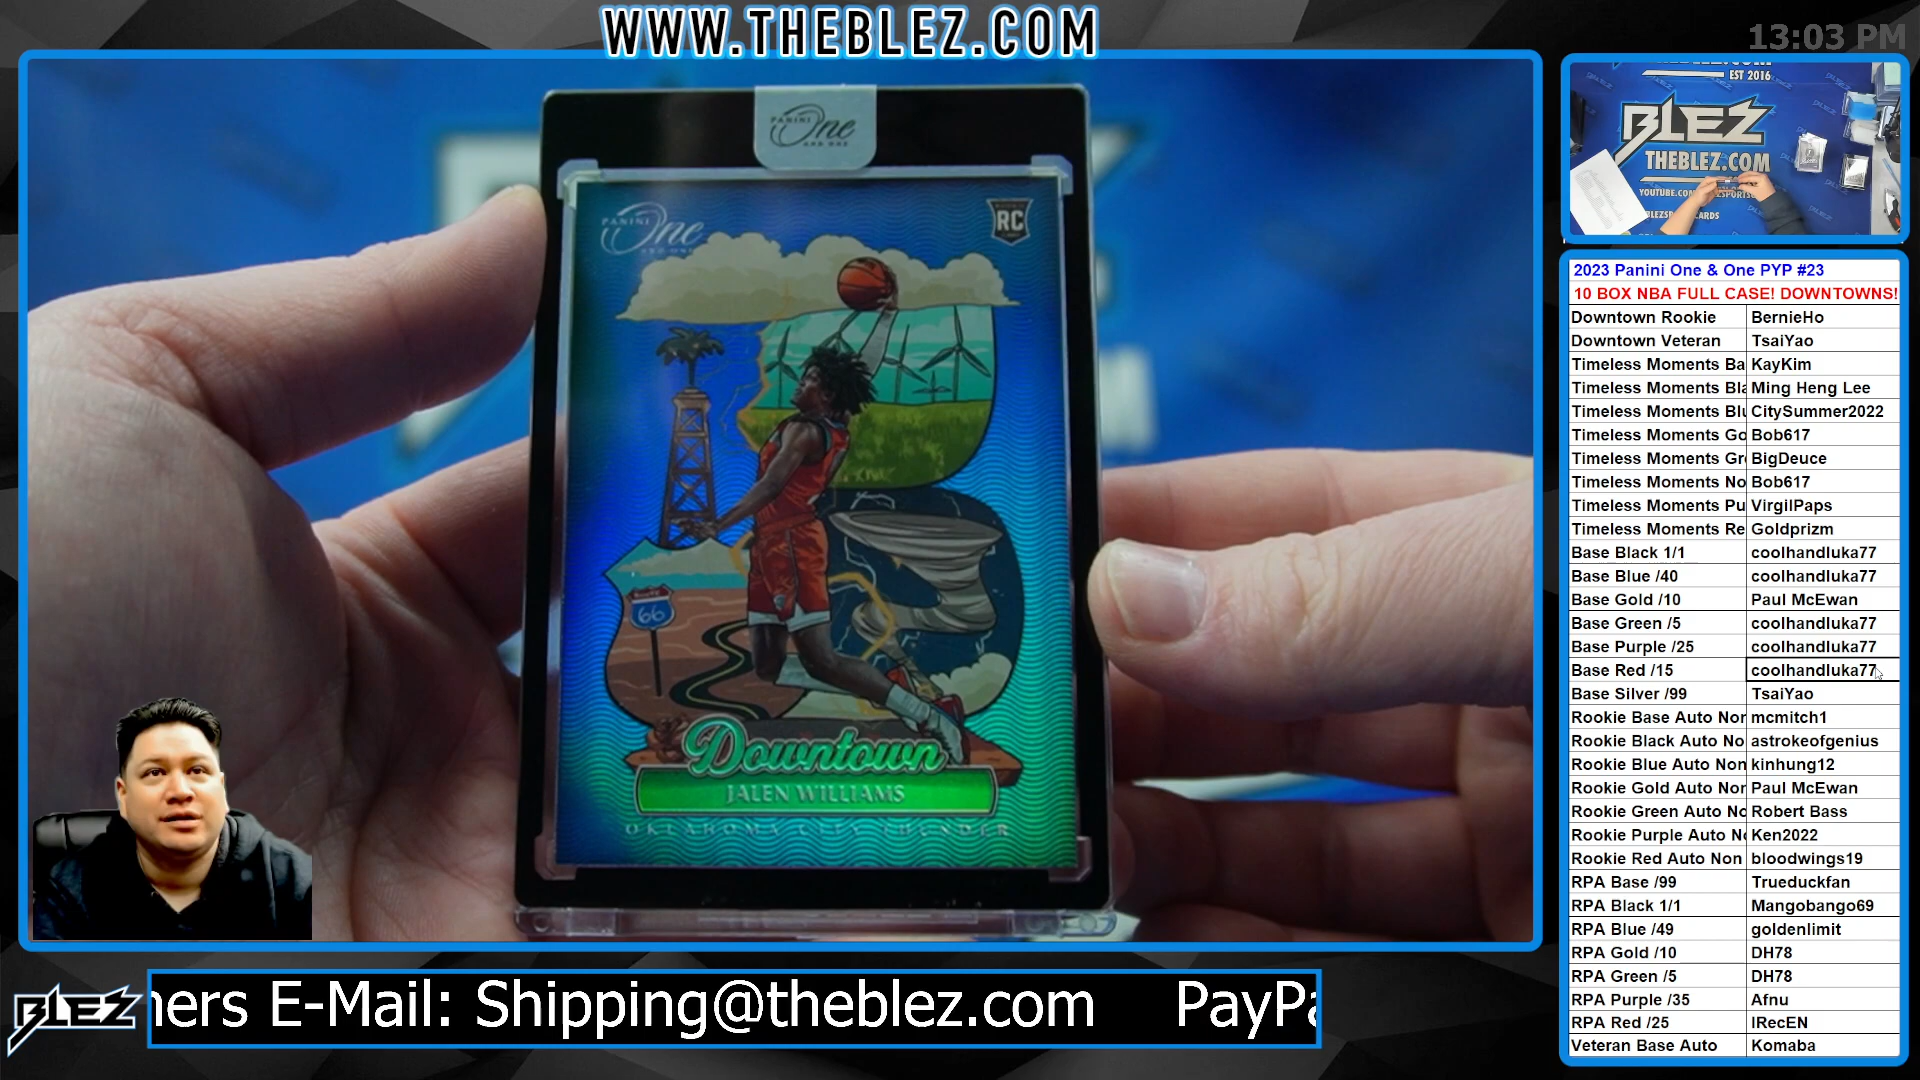 WWW.THEBLEZ.COM
13:03 PM
PANINI
One
AND ONE
PANINI
One
RC
ROUTE
66
Downtown
JALEN WILLIAMS
OKLAHOMA CITY THUNDER
EST 2016
BLEZ
THEBLEZ.COM
2023 Panini One & One PYP #23
10 BOX NBA FULL CASE! DOWNTOWNS!
Downtown Rookie BernieHo
Downtown Veteran TsaiYao
Timeless Moments Ba KayKim
Timeless Moments Bla Ming Heng Lee
Timeless Moments Blu CitySummer2022
Timeless Moments Go Bob617
Timeless Moments Gr BigDeuce
Timeless Moments No Bob617
Timeless Moments Pu VirgilPaps
Timeless Moments Re Goldprizm
Base Black 1/1 coolhandluka77
Base Blue /40 coolhandluka77
Base Gold /10 Paul McEwan
Base Green /5 coolhandluka77
Base Purple /25 coolhandluka77
Base Red /15 coolhandluka77
Base Silver /99 TsaiYao
Rookie Base Auto Nor mcmitch1
Rookie Black Auto No astrokeofgenius
Rookie Blue Auto Non kinhung12
Rookie Gold Auto Nor Paul McEwan
Rookie Green Auto No Robert Bass
Rookie Purple Auto No Ken2022
Rookie Red Auto Non bloodwings19
RPA Base /99 Trueduckfan
RPA Black 1/1 Mangobango69
RPA Blue /49 goldenlimit
RPA Gold /10 DH78
RPA Green /5 DH78
RPA Purple /35 Afnu
RPA Red /25 IRecEN
Veteran Base Auto Komaba
BLEZ
ners E-Mail: Shipping@theblez.com PayPa